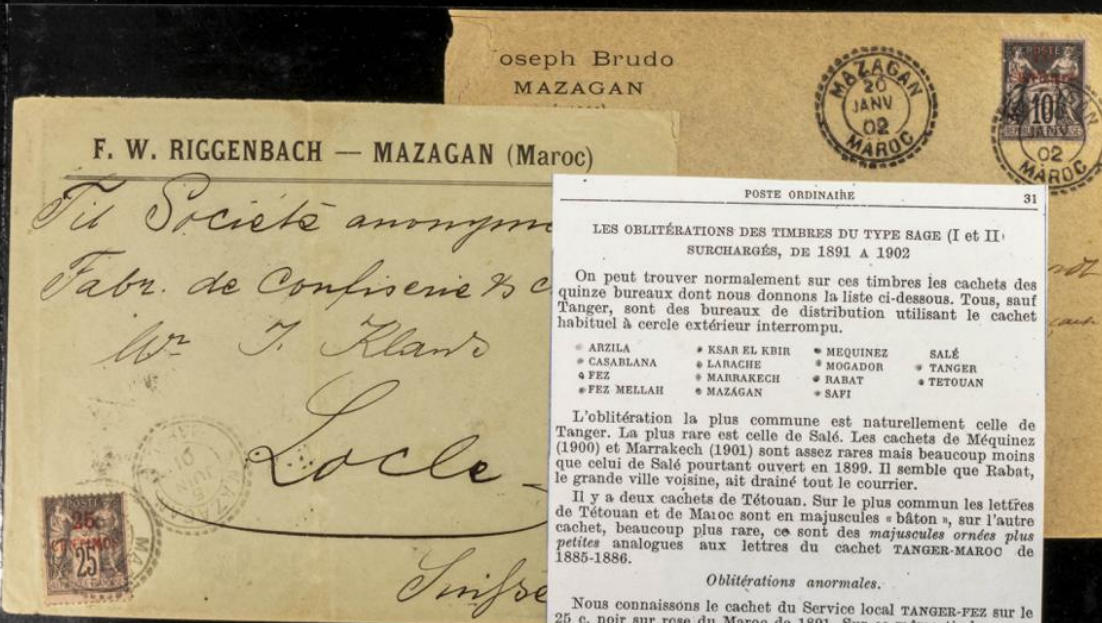 oseph Brudo
MAZAGAN
MAZAGAN
20
JANV
02
MAROC
POSTE
10
02
MAROC
F. W. RIGGENBACH — MAZAGAN (Maroc)
Til Société anonyme
Fabr. de Confiserie & c
Mr J. Klaus
Locle
Suisse
JUIN
25
CENTIMOS
25
POSTE ORDINAIRE 31
LES OBLITÉRATIONS DES TIMBRES DU TYPE SAGE (I et II)
SURCHARGÉS, DE 1891 A 1902
On peut trouver normalement sur ces timbres les cachets des
quinze bureaux dont nous donnons la liste ci-dessous. Tous, sauf
Tanger, sont des bureaux de distribution utilisant le cachet
habituel à cercle extérieur interrompu.
ARZILA KSAR EL KBIR MEQUINEZ SALÉ
CASABLANA LARACHE MOGADOR TANGER
FEZ MARRAKECH RABAT TETOUAN
FEZ MELLAH MAZAGAN SAFI
L'oblitération la plus commune est naturellement celle de
Tanger. La plus rare est celle de Salé. Les cachets de Méquinez
(1900) et Marrakech (1901) sont assez rares mais beaucoup moins
que celui de Salé pourtant ouvert en 1899. Il semble que Rabat,
le grande ville voisine, ait drainé tout le courrier.
Il y a deux cachets de Tétouan. Sur le plus commun les lettres
de Tétouan et de Maroc sont en majuscules « bâton », sur l'autre
cachet, beaucoup plus rare, ce sont des majuscules ornées plus
petites analogues aux lettres du cachet TANGER-MAROC de
1885-1886.
Oblitérations anormales.
Nous connaissons le cachet du Service local TANGER-FEZ sur le
25 c. noir sur rose du Maroc de 1891.